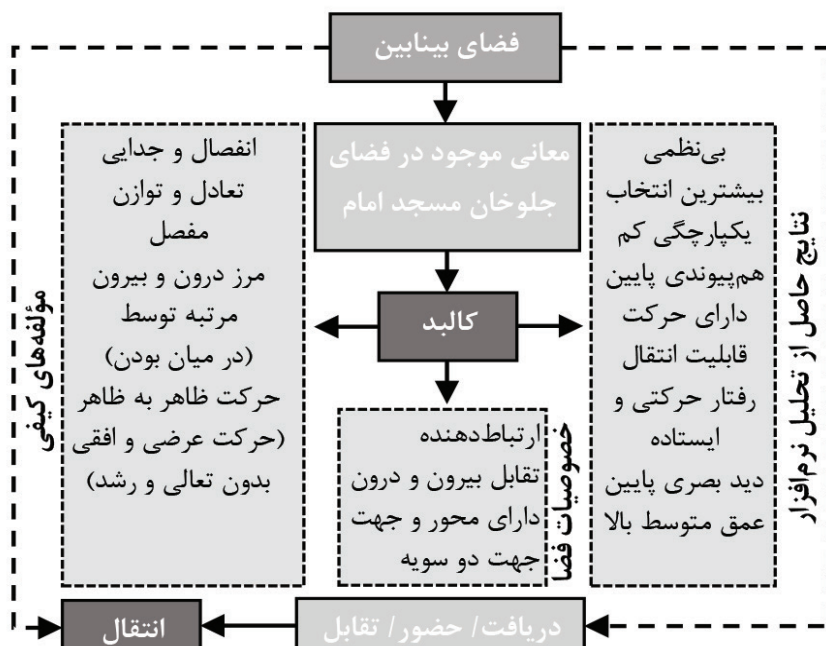 فضای بینابین
معانی موجود در فضای
جلوخان مسجد امام
کالبد
نتایج حاصل از تحلیل نرم‌افزار
بی‌نظمی
بیشترین انتخاب
یکپارچگی کم
هم‌پیوندی پایین
دارای حرکت
قابلیت انتقال
رفتار حرکتی و
ایستاده
دید بصری پایین
عمق متوسط بالا
خصوصیات فضا
ارتباط‌دهنده
تقابل بیرون و درون
دارای محور و جهت
جهت دو سویه
مؤلفه‌های کیفی
انفصال و جدایی
تعادل و توازن
مفصل
مرز درون و بیرون
مرتبه توسط
(در میان بودن)
حرکت ظاهر به ظاهر
(حرکت عرضی و افقی
بدون تعالی و رشد)
دریافت/ حضور/ تقابل
انتقال